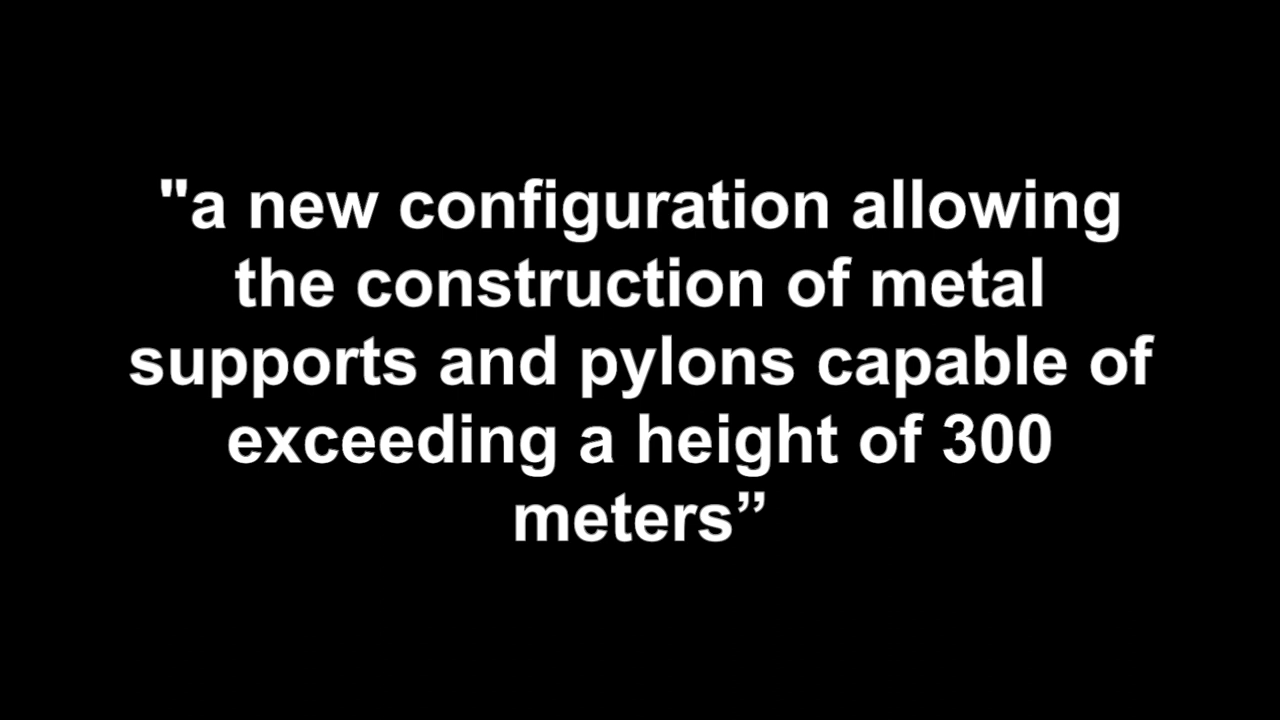 "a new configuration allowing
the construction of metal
supports and pylons capable of
exceeding a height of 300
meters”